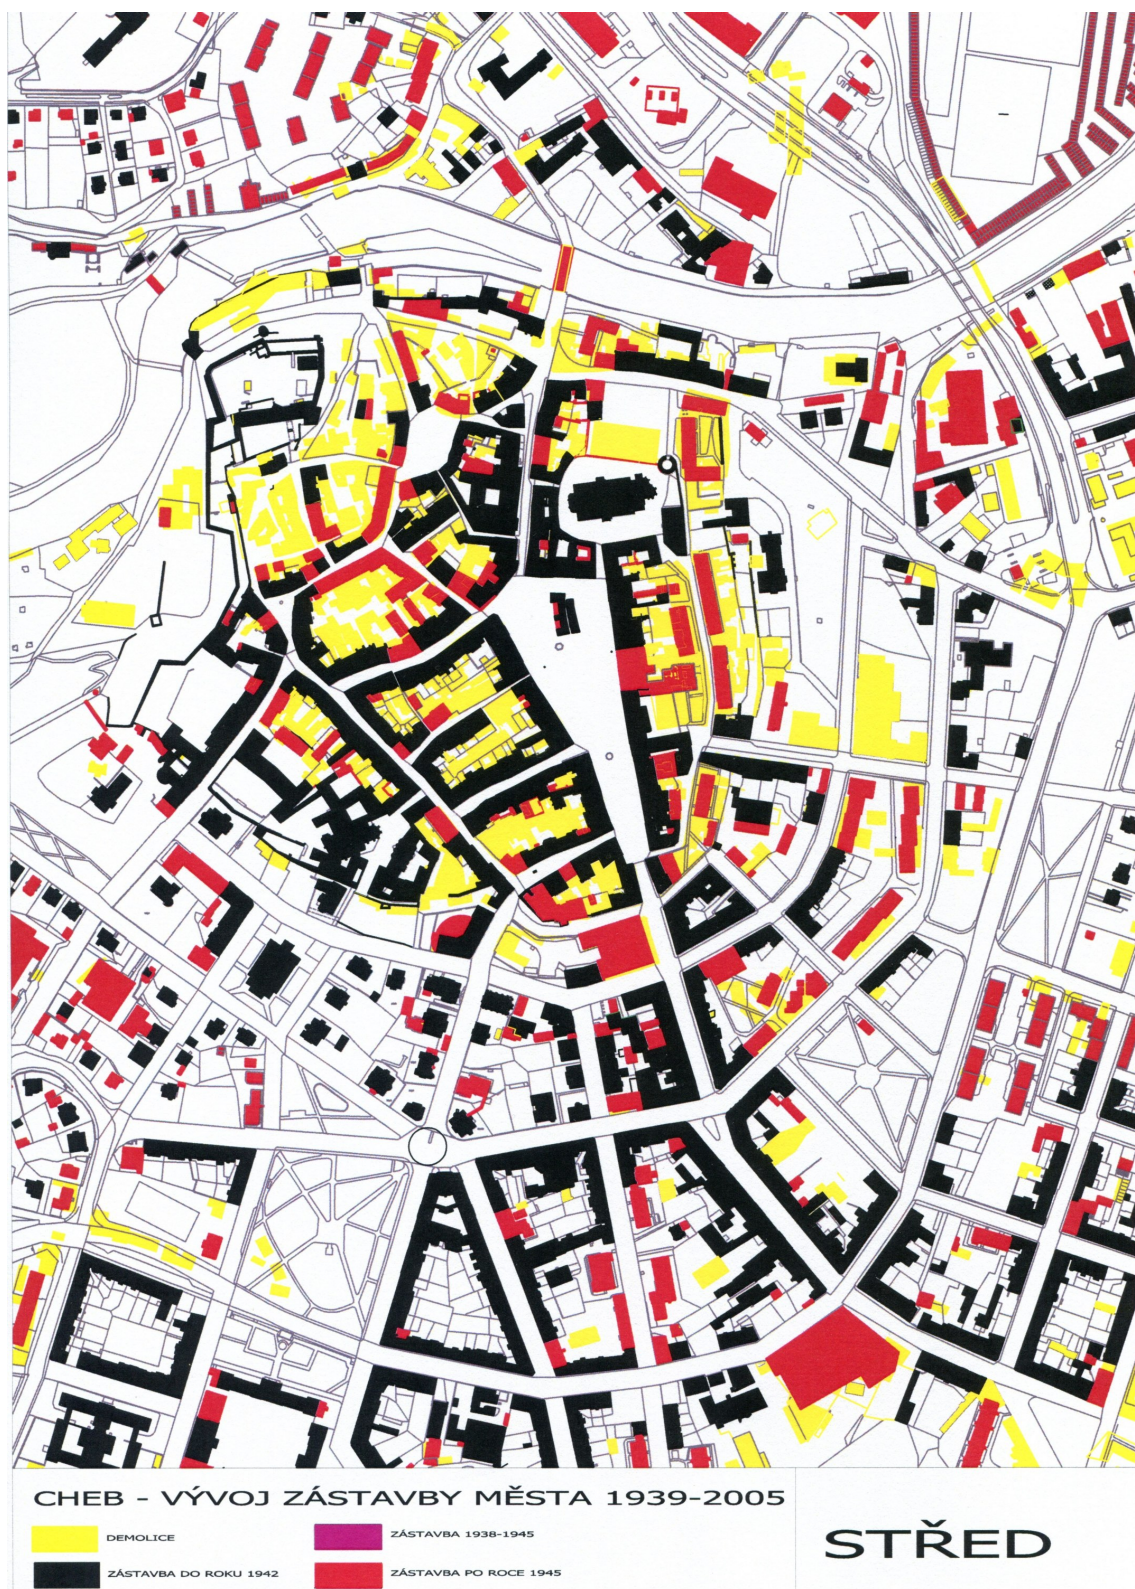 CHEB - VÝVOJ ZÁSTAVBY MĚSTA 1939-2005
DEMOLICE
ZÁSTAVBA 1938-1945
ZÁSTAVBA DO ROKU 1942
ZÁSTAVBA PO ROCE 1945
STŘED